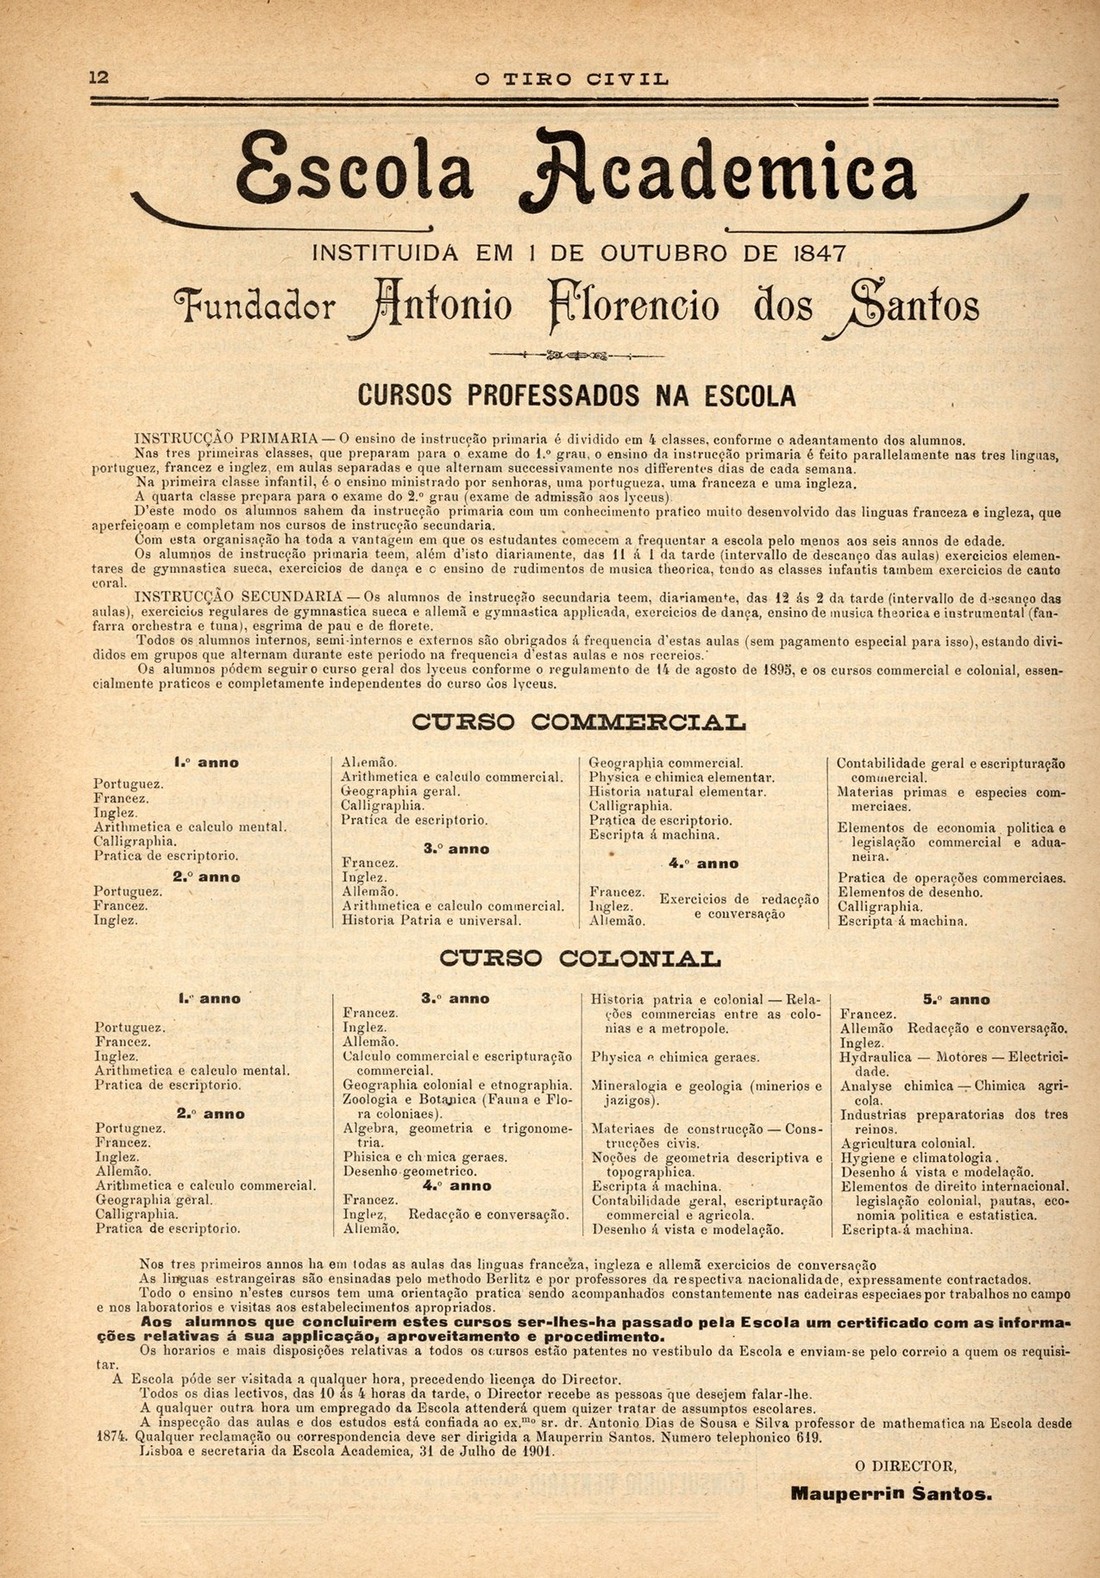 12
O TIRO CIVIL
Escola Academica
INSTITUIDA EM 1 DE OUTUBRO DE 1847
Fundador Antonio Florencio dos Santos
CURSOS PROFESSADOS NA ESCOLA
INSTRUCÇÃO PRIMARIA — O ensino de instrucção primaria é dividido em 4 classes, conforme o adeantamento dos alumnos.
Nas tres primeiras classes, que preparam para o exame do 1.º grau, o ensino da instrucção primaria é feito parallelamente nas tres linguas,
portuguez, francez e inglez, em aulas separadas e que alternam successivamente nos differentes dias de cada semana.
Na primeira classe infantil, é o ensino ministrado por senhoras, uma portugueza, uma franceza e uma ingleza.
A quarta classe prepara para o exame do 2.º grau (exame de admissão aos lyceus)
D'este modo os alumnos sahem da instrucção primaria com um conhecimento pratico muito desenvolvido das linguas franceza e ingleza, que
aperfeiçoam e completam nos cursos de instrucção secundaria.
Com esta organisação ha toda a vantagem em que os estudantes comecem a frequentar a escola pelo menos aos seis annos de edade.
Os alumnos de instrucção primaria teem, além d'isto diariamente, das 11 á 1 da tarde (intervallo de descanço das aulas) exercicios elemen-
tares de gymnastica sueca, exercicios de dança e o ensino de rudimentos de musica theorica, tendo as classes infantis tambem exercicios de canto
coral.
INSTRUCÇÃO SECUNDARIA — Os alumnos de instrucção secundaria teem, diariamente, das 12 ás 2 da tarde (intervallo de descanço das
aulas), exercicios regulares de gymnastica sueca e allemã e gymnastica applicada, exercicios de dança, ensino de musica theorica e instrumental (fan-
farra orchestra e tuna), esgrima de pau e de florete.
Todos os alumnos internos, semi-internos e externos são obrigados á frequencia d'estas aulas (sem pagamento especial para isso), estando divi-
didos em grupos que alternam durante este periodo na frequencia d'estas aulas e nos recreios.
Os alumnos pódem seguir o curso geral dos lyceus conforme o regulamento de 14 de agosto de 1895, e os cursos commercial e colonial, essen-
cialmente praticos e completamente independentes do curso dos lyceus.
CURSO COMMERCIAL
1.º anno
Portuguez.
Francez.
Inglez.
Arithmetica e calculo mental.
Calligraphia.
Pratica de escriptorio.
2.º anno
Portuguez.
Francez.
Inglez.
Allemão.
Arithmetica e calculo commercial.
Geographia geral.
Calligraphia.
Pratica de escriptorio.
3.º anno
Francez.
Inglez.
Allemão.
Arithmetica e calculo commercial.
Historia Patria e universal.
Geographia commercial.
Physica e chimica elementar.
Historia natural elementar.
Calligraphia.
Pratica de escriptorio.
Escripta á machina.
4.º anno
Francez.
Inglez. Exercicios de redacção
Allemão. e conversação
Contabilidade geral e escripturação
commercial.
Materias primas e especies com-
merciaes.
Elementos de economia politica e
legislação commercial e adua-
neira.
Pratica de operações commerciaes.
Elementos de desenho.
Calligraphia.
Escripta á machina.
CURSO COLONIAL
1.º anno
Portuguez.
Francez.
Inglez.
Arithmetica e calculo mental.
Pratica de escriptorio.
2.º anno
Portugnez.
Francez.
Inglez.
Allemão.
Arithmetica e calculo commercial.
Geographia geral.
Calligraphia.
Pratica de escriptorio.
3.º anno
Francez.
Inglez.
Allemão.
Calculo commercial e escripturação
commercial.
Geographia colonial e etnographia.
Zoologia e Botanica (Fauna e Flo-
ra coloniaes).
Algebra, geometria e trigonome-
tria.
Phisica e chimica geraes.
Desenho geometrico.
4.º anno
Francez.
Inglez, Redacção e conversação.
Allemão.
Historia patria e colonial — Rela-
ções commercias entre as colo-
nias e a metropole.
Physica e chimica geraes.
Mineralogia e geologia (minerios e
jazigos).
Materiaes de construcção — Cons-
trucções civis.
Noções de geometria descriptiva e
topographica.
Escripta á machina.
Contabilidade geral, escripturação
commercial e agricola.
Desenho á vista e modelação.
5.º anno
Francez.
Allemão Redacção e conversação.
Inglez.
Hydraulica — Motores — Electrici-
dade.
Analyse chimica — Chimica agri-
cola.
Industrias preparatorias dos tres
reinos.
Agricultura colonial.
Hygiene e climatologia.
Desenho á vista e modelação.
Elementos de direito internacional.
legislação colonial, pautas, eco-
nomia politica e estatistica.
Escripta á machina.
Nos tres primeiros annos ha em todas as aulas das linguas franceza, ingleza e allemã exercicios de conversação
As linguas estrangeiras são ensinadas pelo methodo Berlitz e por professores da respectiva nacionalidade, expressamente contractados.
Todo o ensino n'estes cursos tem uma orientação pratica sendo acompanhados constantemente nas cadeiras especiaes por trabalhos no campo
e nos laboratorios e visitas aos estabelecimentos apropriados.
Aos alumnos que concluirem estes cursos ser-lhes-ha passado pela Escola um certificado com as informa-
ções relativas á sua applicação, aproveitamento e procedimento.
Os horarios e mais disposições relativas a todos os cursos estão patentes no vestibulo da Escola e enviam-se pelo correio a quem os requisi-
tar.
A Escola póde ser visitada a qualquer hora, precedendo licença do Director.
Todos os dias lectivos, das 10 ás 4 horas da tarde, o Director recebe as pessoas que desejem falar-lhe.
A qualquer outra hora um empregado da Escola attenderá quem quizer tratar de assumptos escolares.
A inspecção das aulas e dos estudos está confiada ao ex.mo sr. dr. Antonio Dias de Sousa e Silva professor de mathematica na Escola desde
1874. Qualquer reclamação ou correspondencia deve ser dirigida a Mauperrin Santos. Numero telephonico 619.
Lisboa e secretaria da Escola Academica, 31 de Julho de 1901.
O DIRECTOR,
Mauperrin Santos.